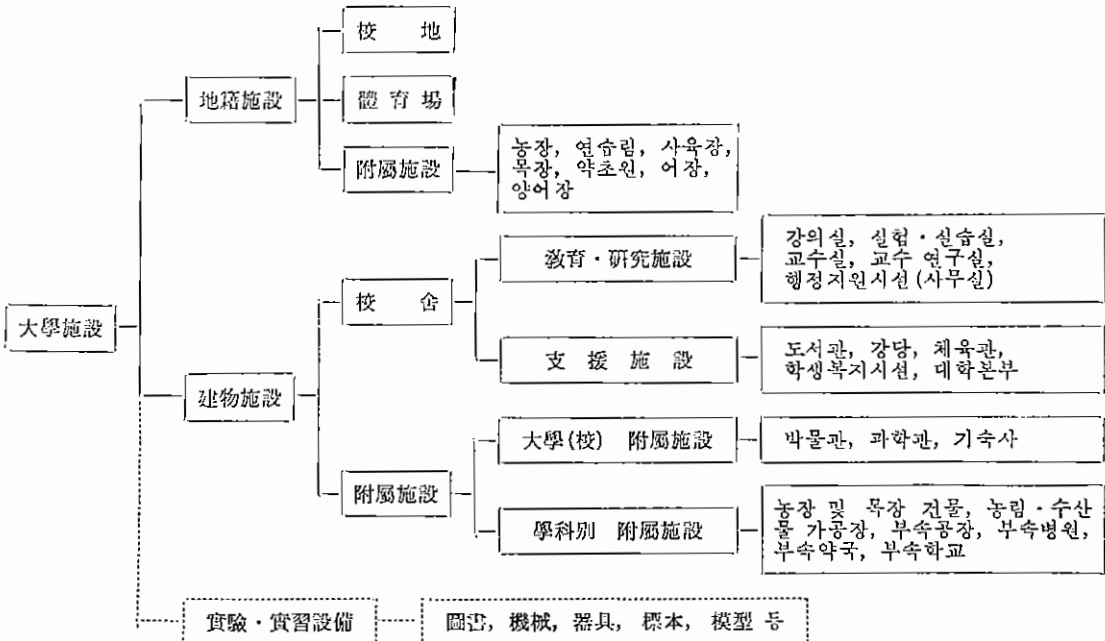 校 地
地籍施設
體育場
附屬施設
농장, 연습림, 사육장,
목장, 약초원, 어장,
양어장
大學施設
建物施設
校 舍
敎育·硏究施設
강의실, 실험·실습실,
교수실, 교수 연구실,
행정지원시설(사무실)
支 援 施 設
도서관, 강당, 체육관,
학생복지시설, 대학본부
附屬施設
大學(校) 附屬施設
박물관, 과학관, 기숙사
學科別 附屬施設
농장 및 목장 건물, 농림·수산
물 가공장, 부속공장, 부속병원,
부속약국, 부속학교
實驗·實習設備
圖書, 機械, 器具, 標本, 模型 등